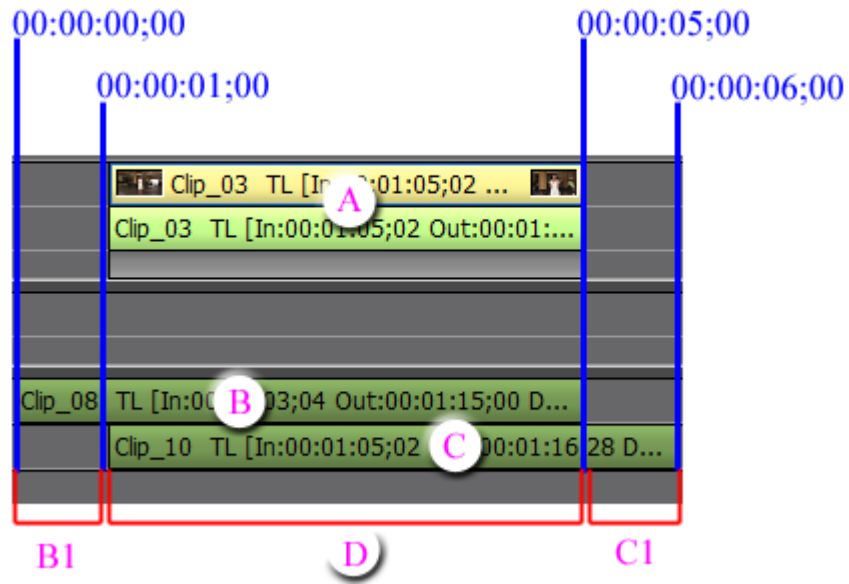 00:00:00;00 00:00:05;00
00:00:01;00 00:00:06;00
Clip_03 TL [In :01:05;02 ...
A
Clip_03 TL [In:00:01:05;02 Out:00:01:...
Clip_08 TL [In:00 B 03;04 Out:00:01:15;00 D...
Clip_10 TL [In:00:01:05;02 C 00:01:16;28 D...
B1 D C1